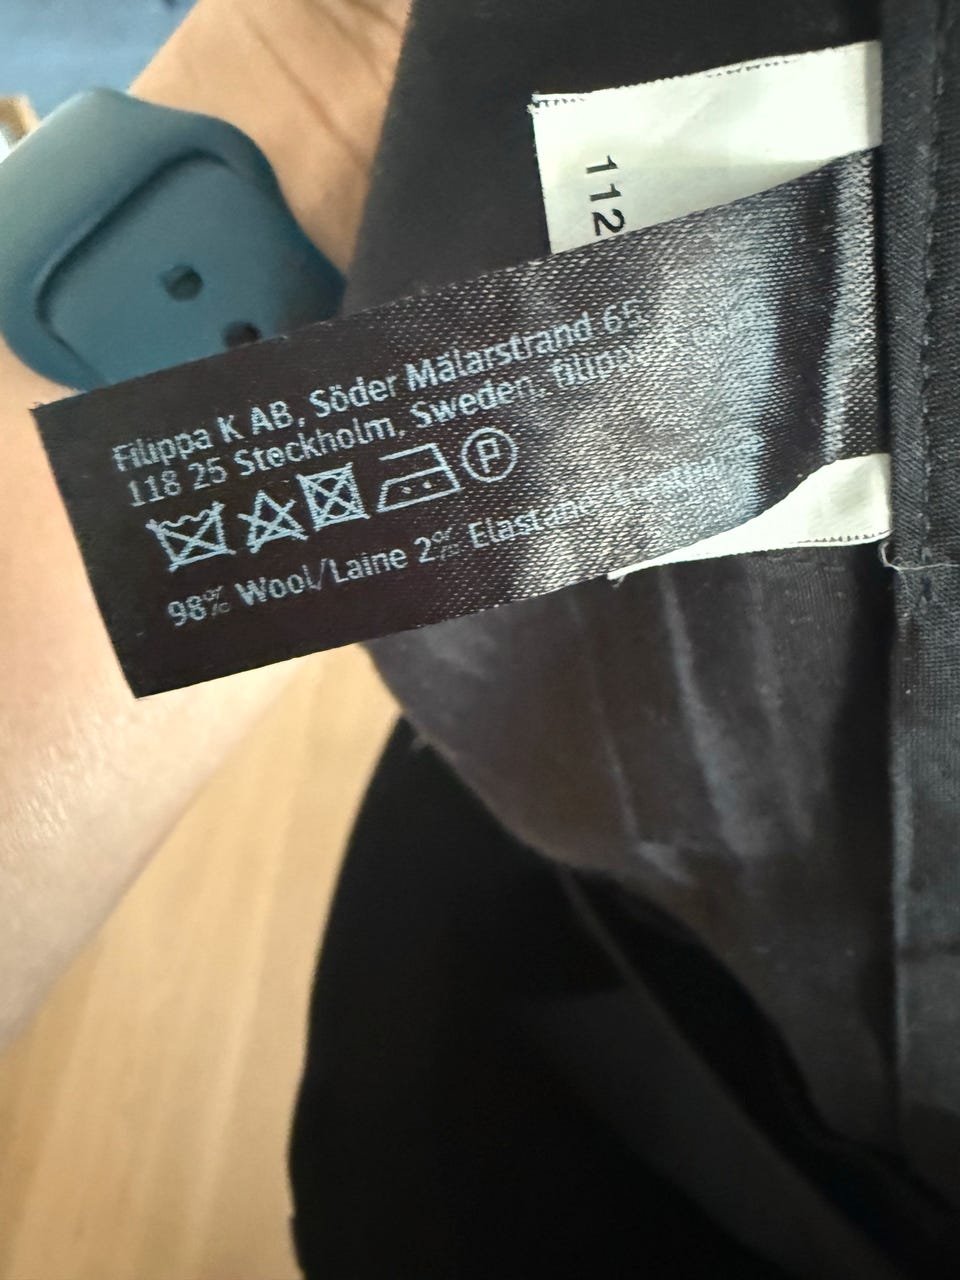 112
Filippa K AB, Söder Mälarstrand 65
118 25 Stockholm, Sweden,
P
98% Wool/Laine 2% Elastane